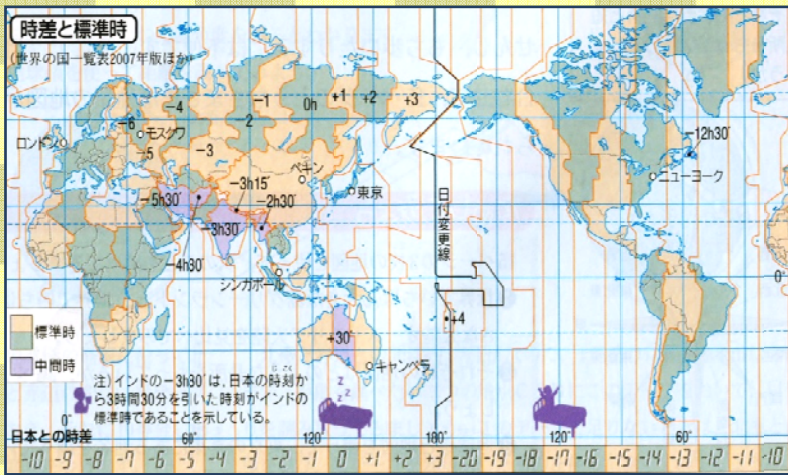 時差と標準時
(世界の国一覧表2007年版ほか)
-4
-1
0h
+1
+2
+3
-6
モスクワ
2
ロンドン
-5
-3
-12h30′
ペキン
ニューヨーク
-3h15′
東京
-5h30′
-2h30′
日付変更線
-3h30′
-4h30′
シンガポール
0°
+4
標準時
+30′
中間時
キャンベラ
注)インドの-3h30′は,日本の時刻か
ら3時間30分を引いた時刻がインドの
標準時であることを示している。
z
z
z
0°
日本との時差
60°
120°
180°
120°
60°
-10 -9 -8 -7 -6 -5 -4 -3 -2 -1 0 +1 +2 +3 -20 -19 -18 -17 -16 -15 -14 -13 -12 -11 -10